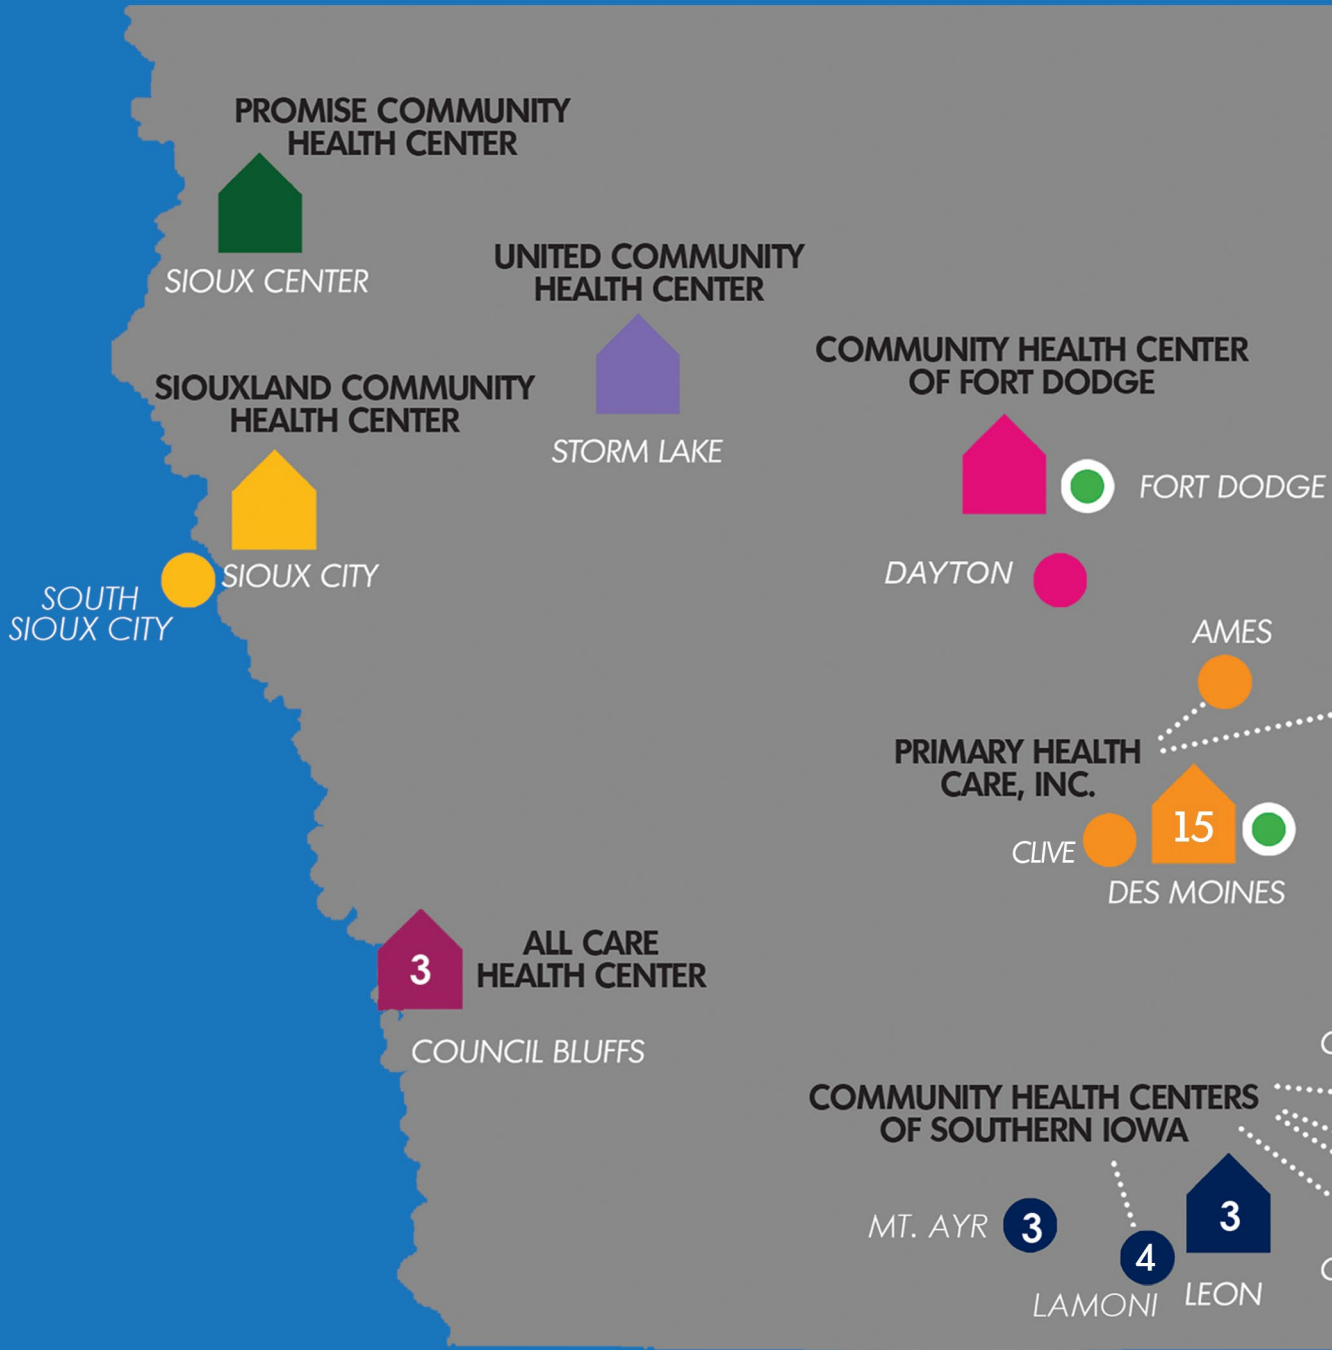 PROMISE COMMUNITY
HEALTH CENTER
SIOUX CENTER
UNITED COMMUNITY
HEALTH CENTER
STORM LAKE
COMMUNITY HEALTH CENTER
OF FORT DODGE
FORT DODGE
DAYTON
SIOUXLAND COMMUNITY
HEALTH CENTER
SIOUX CITY
SOUTH
SIOUX CITY
AMES
PRIMARY HEALTH
CARE, INC.
15
CLIVE
DES MOINES
3
ALL CARE
HEALTH CENTER
COUNCIL BLUFFS
COMMUNITY HEALTH CENTERS
OF SOUTHERN IOWA
MT. AYR
3
4
LAMONI
3
LEON